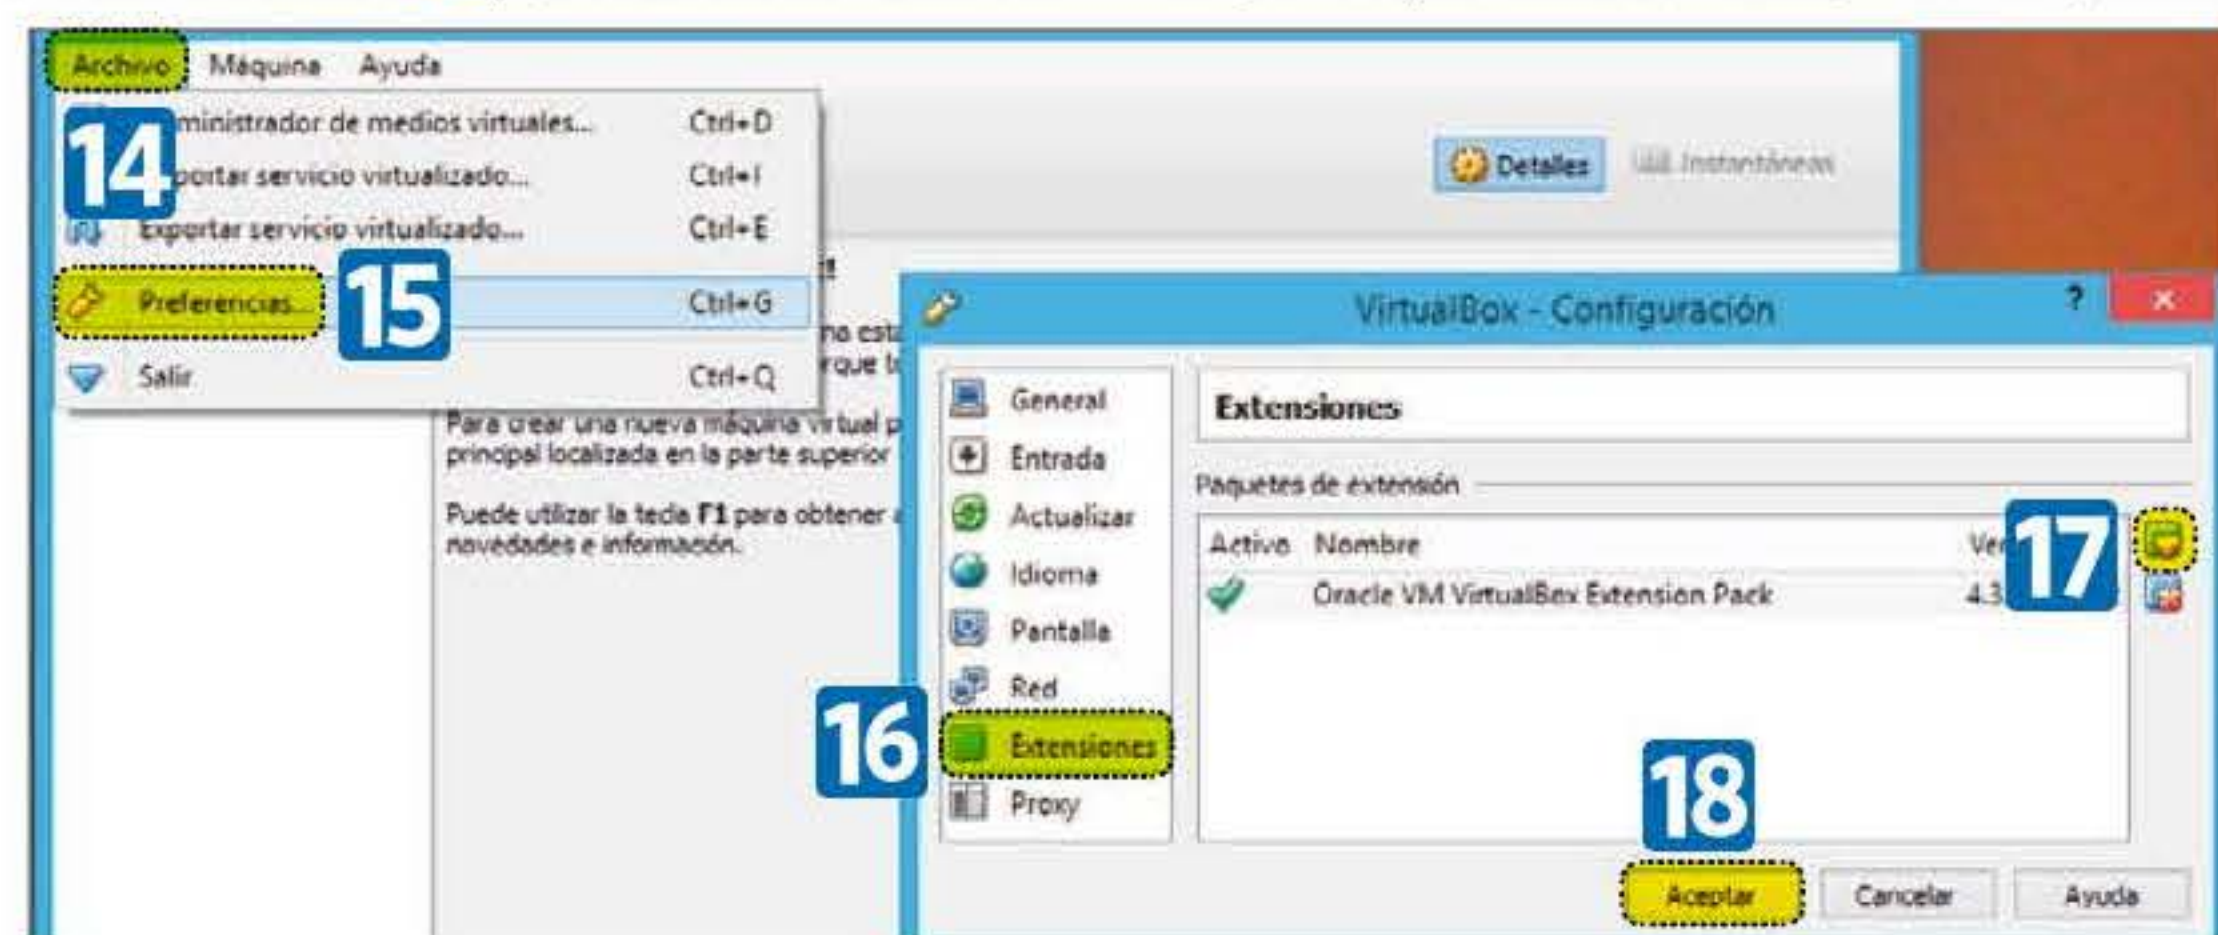 Archivo Máquina Ayuda
14
ministrador de medios virtuales... Ctrl+D
portar servicio virtualizado... Ctrl+I
Exportar servicio virtualizado... Ctrl+E
Preferencias... 15 Ctrl+G
Salir Ctrl+Q
Detalles Instantáneas
Para crear una nueva máquina virtual p
principal localizada en la parte superior
Puede utilizar la tecla F1 para obtener a
novedades e información.
VirtualBox - Configuración ? x
General
Entrada
Actualizar
Idioma
Pantalla
Red
16 Extensiones
Proxy
Extensiones
Paquetes de extensión
Activo Nombre Ver 17
Oracle VM VirtualBox Extension Pack 4.3
18
Aceptar Cancelar Ayuda